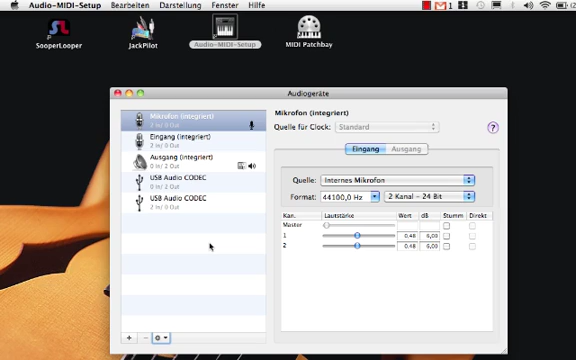 Audio-MIDI-Setup Bearbeiten Darstellung Fenster Hilfe
1
SooperLooper
JackPilot
Audio-MIDI-Setup
MIDI Patchbay
Audiogeräte
Mikrofon (integriert)
2 In/ 0 Out
Eingang (integriert)
2 In/ 0 Out
Ausgang (integriert)
0 In/ 2 Out
USB Audio CODEC
0 In/ 2 Out
USB Audio CODEC
2 In/ 0 Out
Mikrofon (integriert)
Quelle für Clock: Standard
?
Eingang Ausgang
Quelle: Internes Mikrofon
Format: 44100,0 Hz 2 Kanal - 24 Bit
Kan. Lautstärke Wert dB Stumm Direkt
Master
1 0,48 6,00
2 0,48 6,00